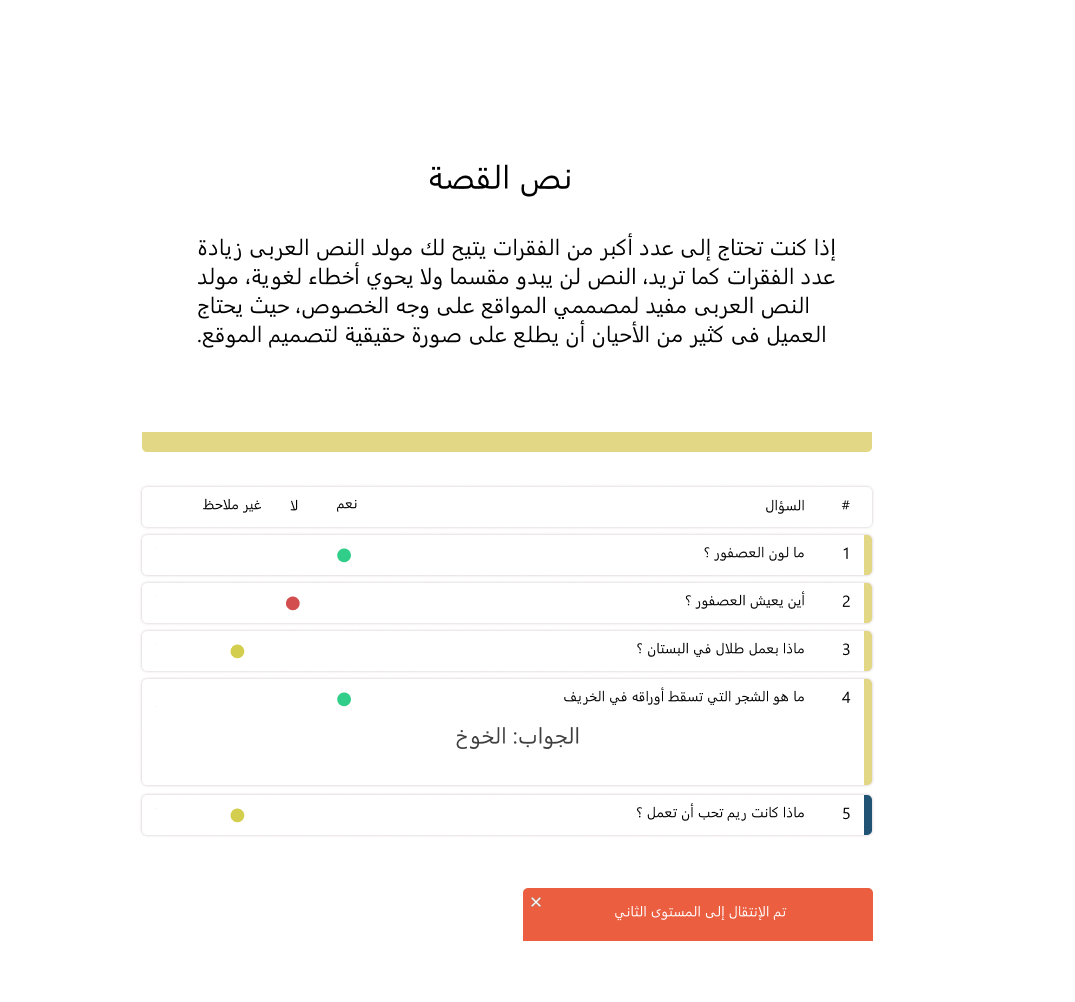 نص القصة
إذا كنت تحتاج إلى عدد أكبر من الفقرات يتيح لك مولد النص العربى زيادة
عدد الفقرات كما تريد، النص لن يبدو مقسما ولا يحوي أخطاء لغوية، مولد
النص العربى مفيد لمصممي المواقع على وجه الخصوص، حيث يحتاج
العميل فى كثير من الأحيان أن يطلع على صورة حقيقية لتصميم الموقع.
# السؤال نعم لا غير ملاحظ
1 ما لون العصفور ؟
2 أين يعيش العصفور ؟
3 ماذا بعمل طلال في البستان ؟
4 ما هو الشجر التي تسقط أوراقه في الخريف
الجواب: الخوخ
5 ماذا كانت ريم تحب أن تعمل ؟
تم الإنتقال إلى المستوى الثاني